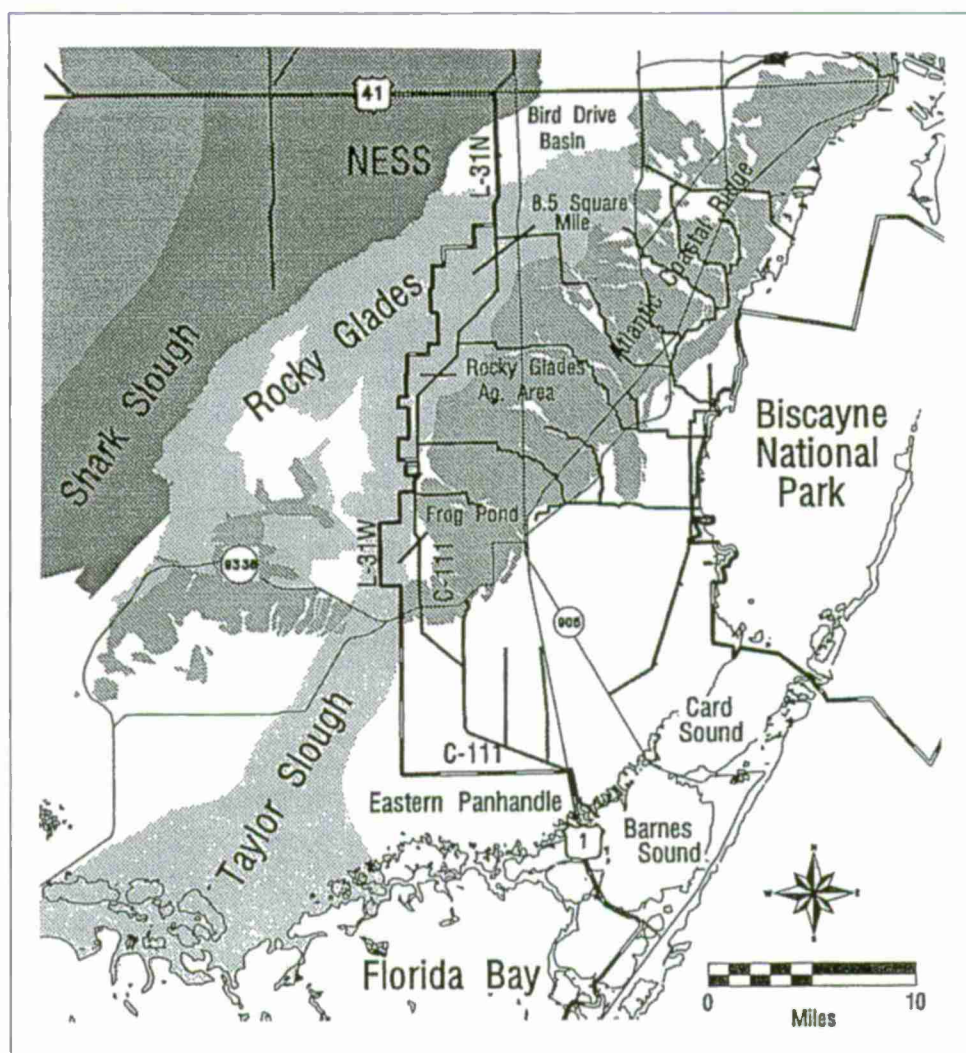 41
Bird Drive
Basin
NESS
L-31N
8.5 Square
Mile
Atlantic Coastal Ridge
Rocky Glades
Shark Slough
Rocky Glades
Ag. Area
Biscayne
National
Park
Frog Pond
L-31W
C-111
9336
905
Card
Sound
C-111
Taylor Slough
Eastern Panhandle
1
Barnes
Sound
N
W
E
S
Florida Bay
0
10
Miles